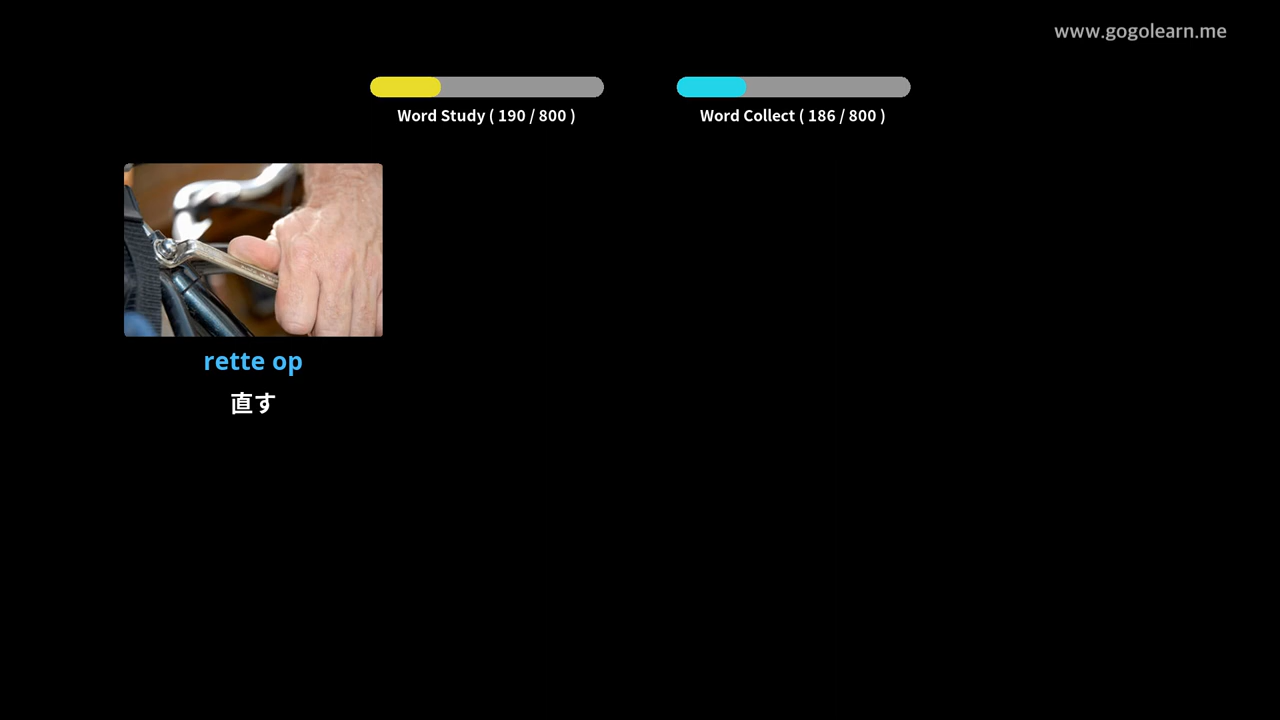 www.gogolearn.me
Word Study ( 190 / 800 )
Word Collect ( 186 / 800 )
rette op
直す